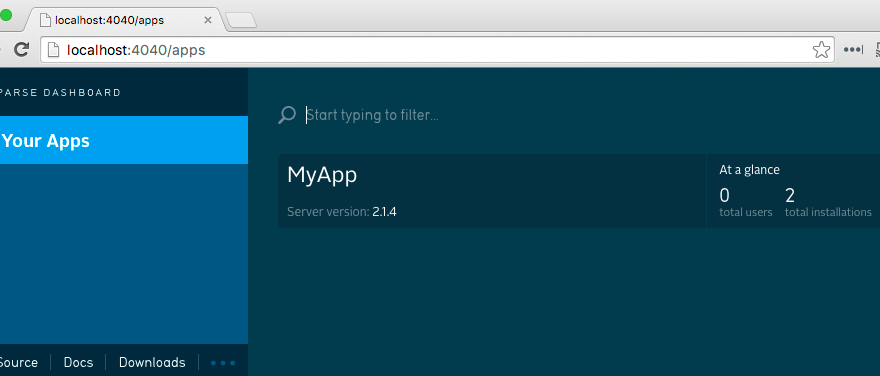 localhost:4040/apps
localhost:4040/apps
PARSE DASHBOARD
Your Apps
Start typing to filter...
MyApp
Server version: 2.1.4
At a glance
0 2
total users total installations
Source Docs Downloads